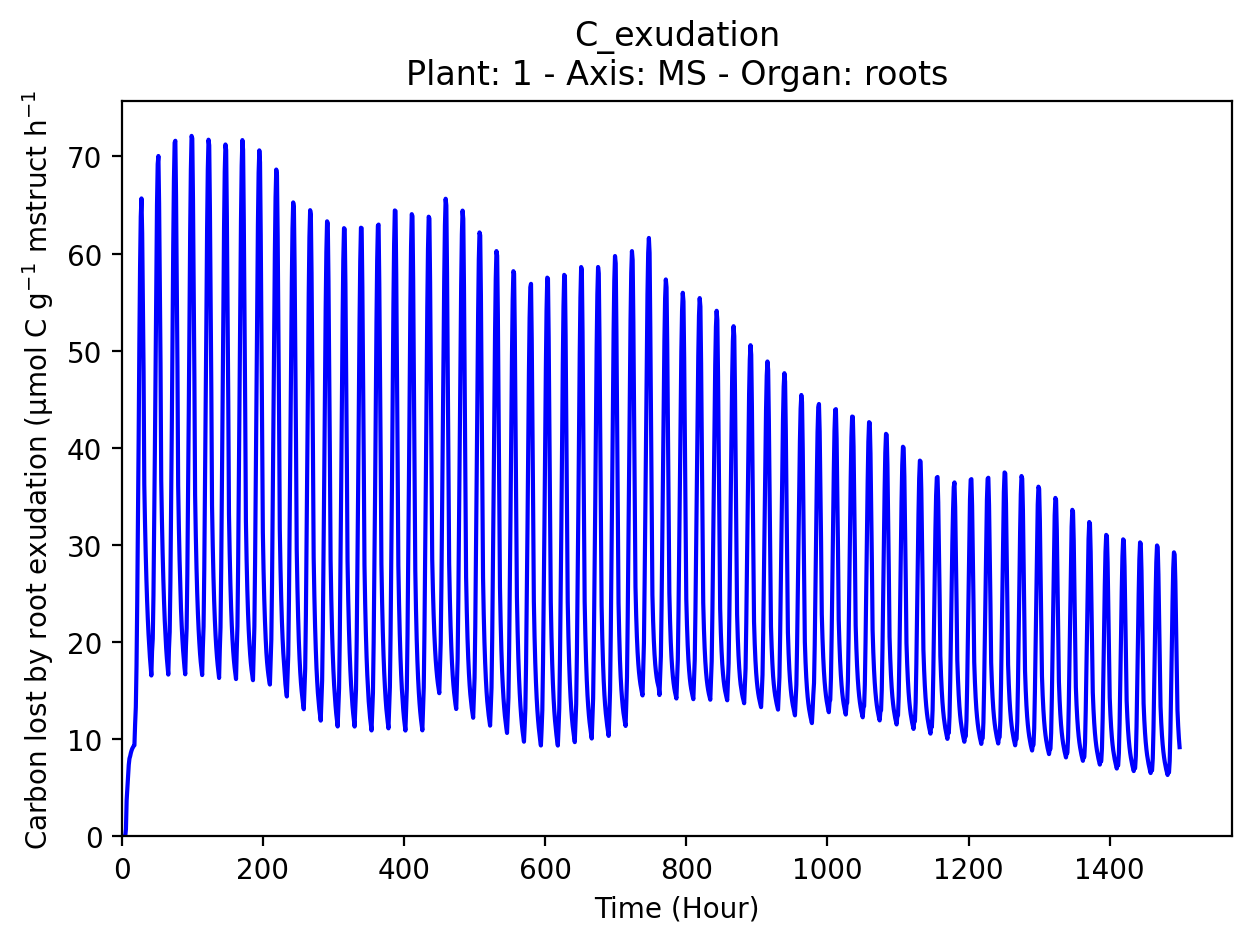 C_exudation
Plant: 1 - Axis: MS - Organ: roots
Carbon lost by root exudation (µmol C g⁻¹ mstruct h⁻¹
70
60
50
40
30
20
10
0
0 200 400 600 800 1000 1200 1400
Time (Hour)